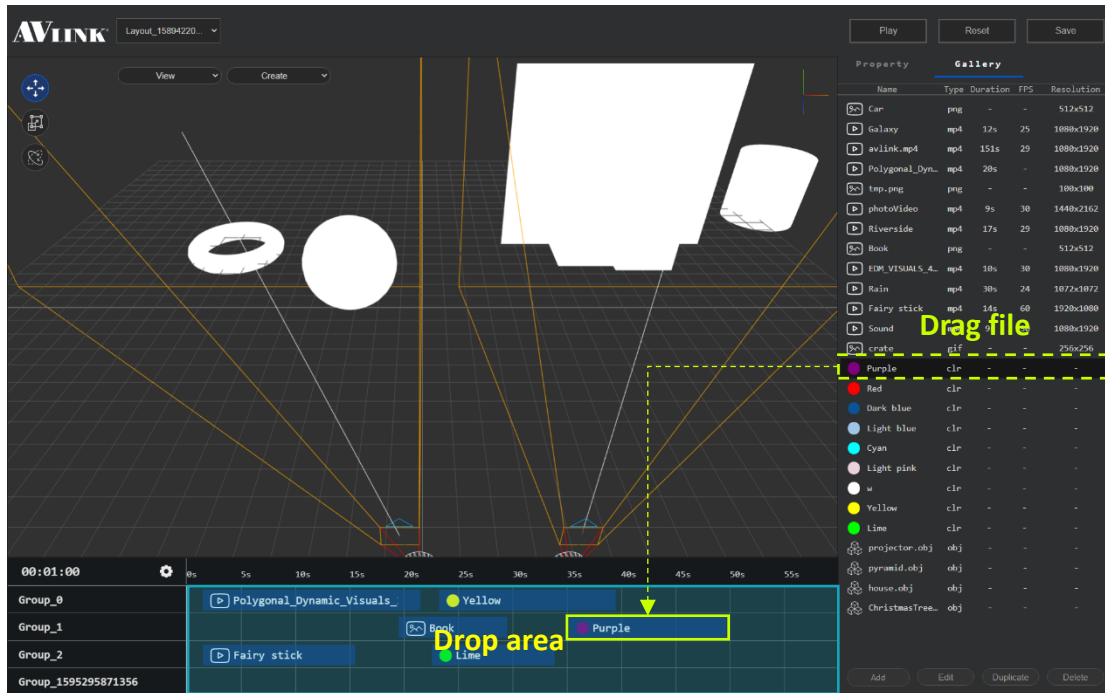 AVLINK Layout_15894220... Play Reset Save
View Create
Property Gallery
Name Type Duration FPS Resolution
Car png - - 512x512
Galaxy mp4 12s 25 1080x1920
avlink.mp4 mp4 151s 29 1080x1920
Polygonal_Dyn… mp4 20s - 1080x1920
tmp.png png - - 100x100
photoVideo mp4 9s 30 1440x2162
Riverside mp4 17s 29 1080x1920
Book png - - 512x512
EDM_VISUALS_4… mp4 10s 30 1080x1920
Rain mp4 30s 24 1072x1072
Fairy stick mp4 14s 60 1920x1080
Drag file
Sound 1080x1920
crate gif - - 256x256
Purple clr - - -
Red clr - - -
Dark blue clr - - -
Light blue clr - - -
Cyan clr - - -
Light pink clr - - -
w clr - - -
Yellow clr - - -
Lime clr - - -
projector.obj obj - - -
pyramid.obj obj - - -
house.obj obj - - -
ChristmasTree… obj - - -
Add Edit Duplicate Delete
00:01:00 0s 5s 10s 15s 20s 25s 30s 35s 40s 45s 50s 55s
Group_0 Polygonal_Dynamic_Visuals_ Yellow
Group_1 Book Purple
Drop area
Group_2 Fairy stick Lime
Group_1595295871356